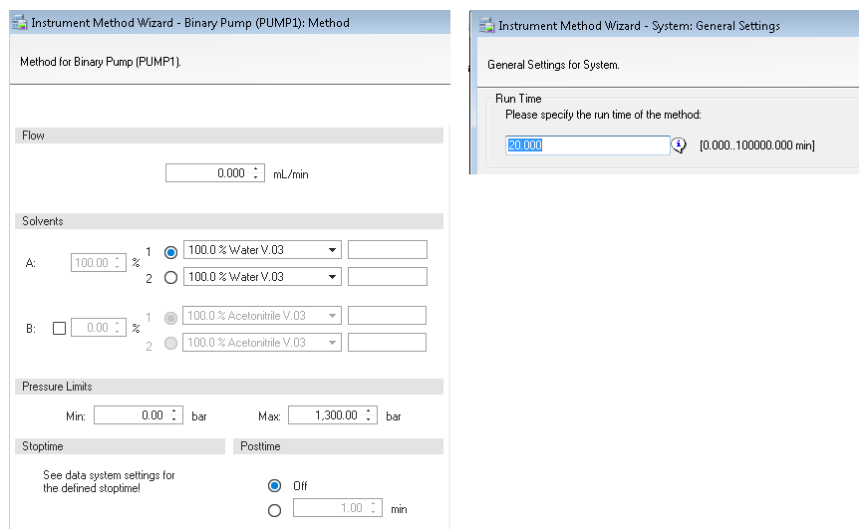 Instrument Method Wizard - Binary Pump (PUMP1): Method
Method for Binary Pump (PUMP1).
Flow
0.000 mL/min
Solvents
A: 100.00 % 1 100.0 % Water V.03
2 100.0 % Water V.03
B: 0.00 % 1 100.0 % Acetonitrile V.03
2 100.0 % Acetonitrile V.03
Pressure Limits
Min: 0.00 bar Max: 1,300.00 bar
Stoptime Posttime
See data system settings for
the defined stoptime!
Off
1.00 min
Instrument Method Wizard - System: General Settings
General Settings for System.
Run Time
Please specify the run time of the method:
20.000 [0.000..100000.000 min]